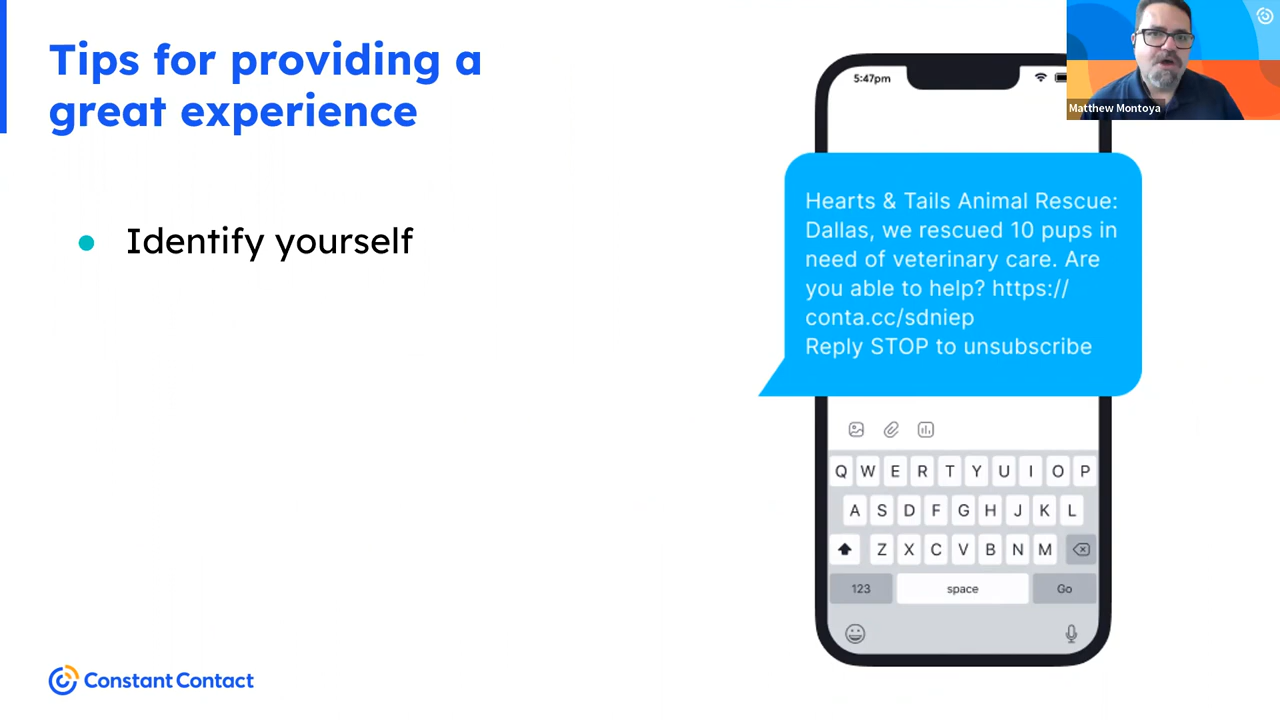 Tips for providing a
great experience
Identify yourself
5:47pm
Matthew Montoya
Hearts & Tails Animal Rescue:
Dallas, we rescued 10 pups in
need of veterinary care. Are
you able to help? https://
conta.cc/sdniep
Reply STOP to unsubscribe
Q W E R T Y U I O P
A S D F G H J K L
Z X C V B N M
123 space Go
Constant Contact